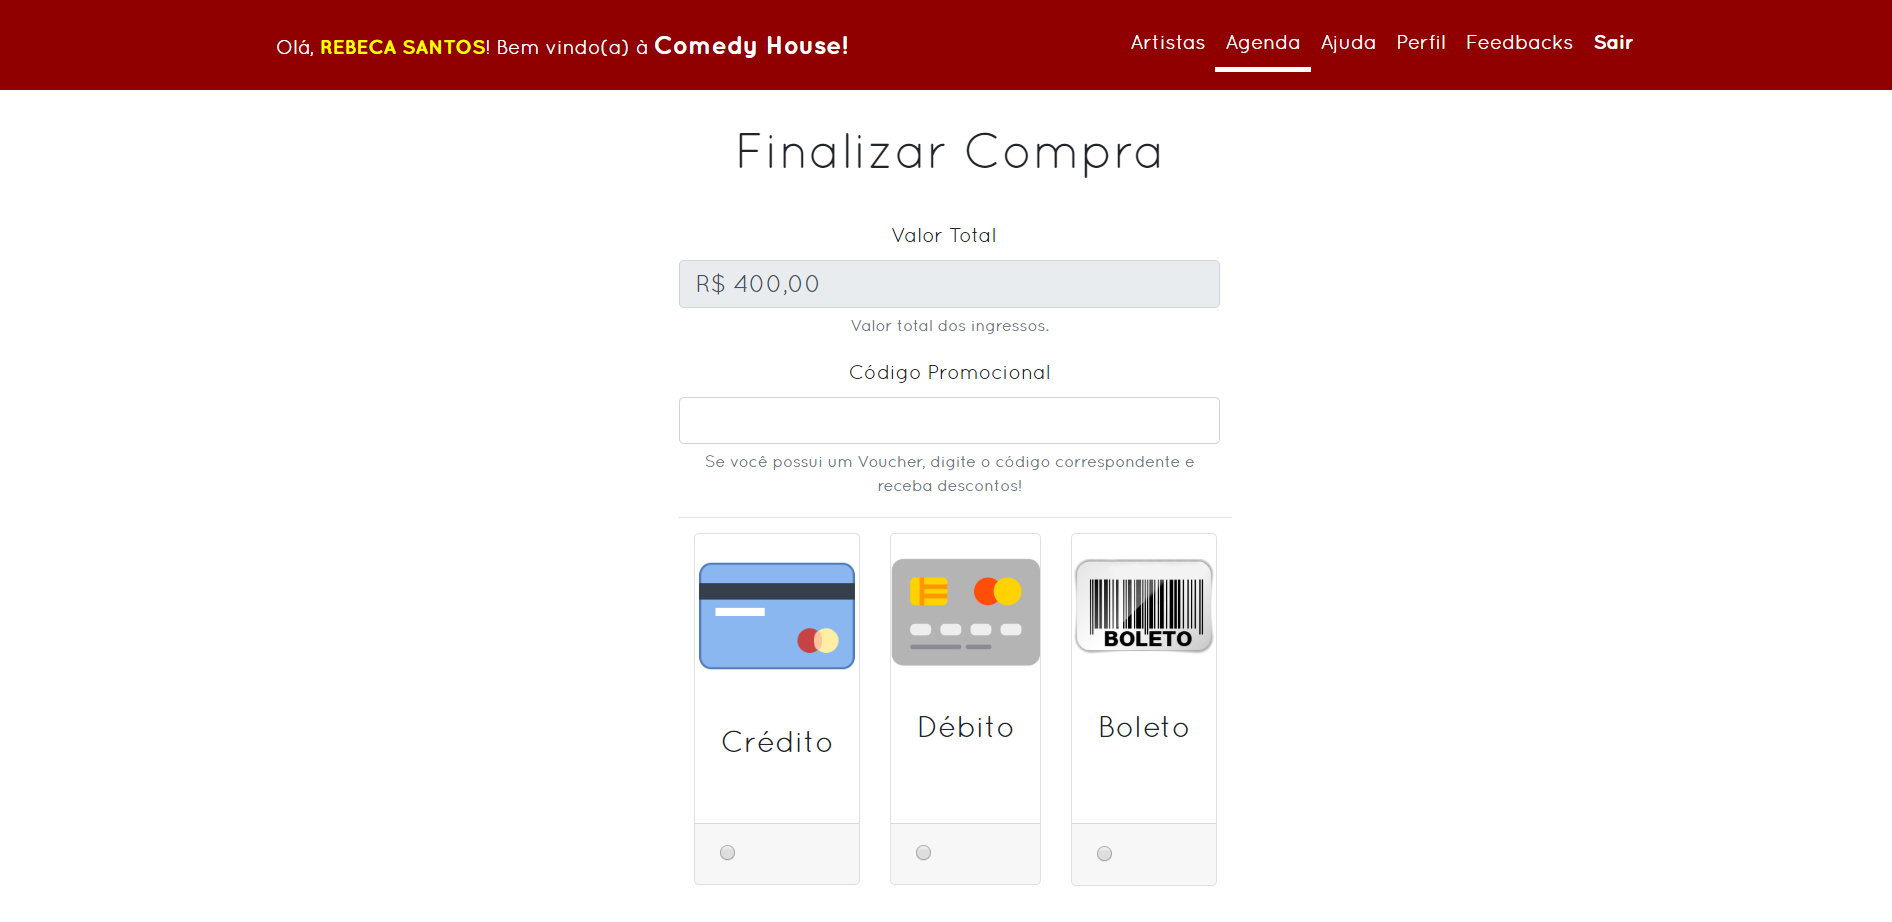 Olá, REBECA SANTOS! Bem vindo(a) à Comedy House!
Artistas Agenda Ajuda Perfil Feedbacks Sair
Finalizar Compra
Valor Total
R$ 400,00
Valor total dos ingressos.
Código Promocional
Se você possui um Voucher, digite o código correspondente e
receba descontos!
BOLETO
Crédito
Débito
Boleto